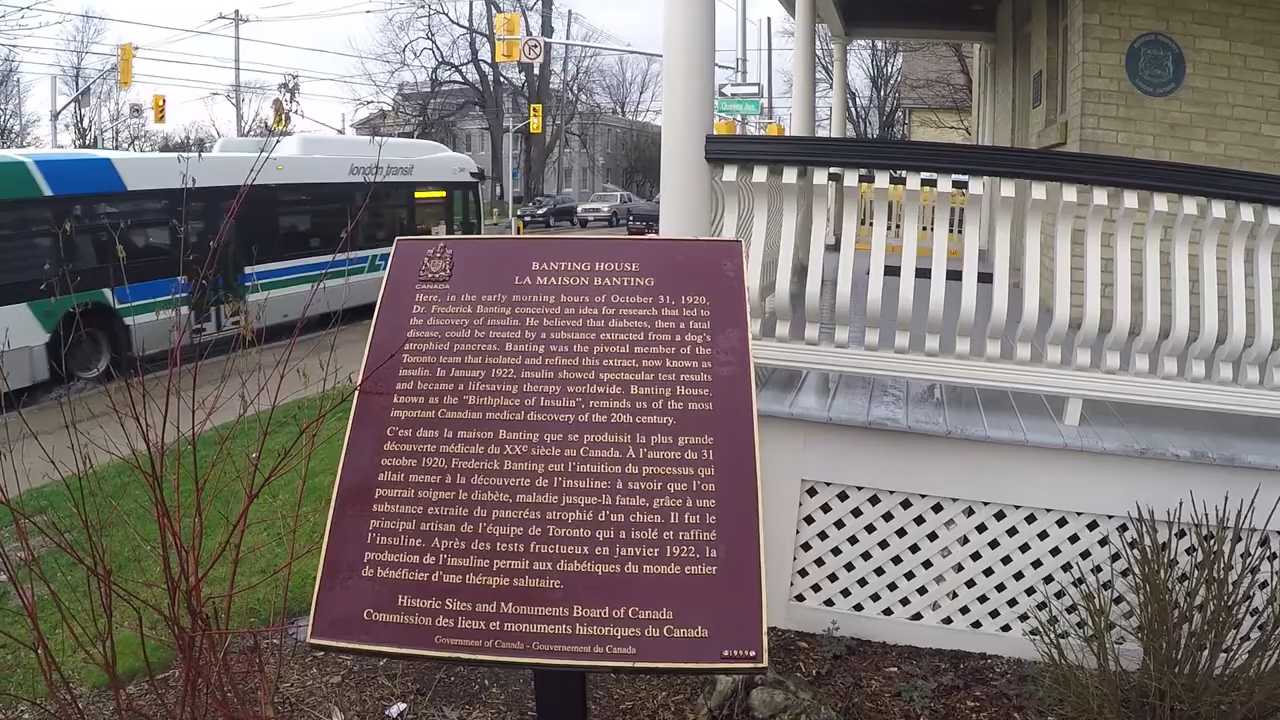 london transit
Queens Ave.
CANADA
BANTING HOUSE
LA MAISON BANTING
Here, in the early morning hours of October 31, 1920,
Dr. Frederick Banting conceived an idea for research that led to
the discovery of insulin. He believed that diabetes, then a fatal
disease, could be treated by a substance extracted from a dog's
atrophied pancreas. Banting was the pivotal member of the
Toronto team that isolated and refined this extract, now known as
insulin. In January 1922, insulin showed spectacular test results
and became a lifesaving therapy worldwide. Banting House,
known as the “Birthplace of Insulin”, reminds us of the most
important Canadian medical discovery of the 20th century.
C'est dans la maison Banting que se produisit la plus grande
découverte médicale du XXe siècle au Canada. À l'aurore du 31
octobre 1920, Frederick Banting eut l'intuition du processus qui
allait mener à la découverte de l'insuline: à savoir que l'on
pourrait soigner le diabète, maladie jusque-là fatale, grâce à une
substance extraite du pancréas atrophié d'un chien. Il fut le
principal artisan de l'équipe de Toronto qui a isolé et raffiné
l'insuline. Après des tests fructueux en janvier 1922, la
production de l'insuline permit aux diabétiques du monde entier
de bénéficier d'une thérapie salutaire.
Historic Sites and Monuments Board of Canada
Commission des lieux et monuments historiques du Canada
Government of Canada - Gouvernement du Canada
1999